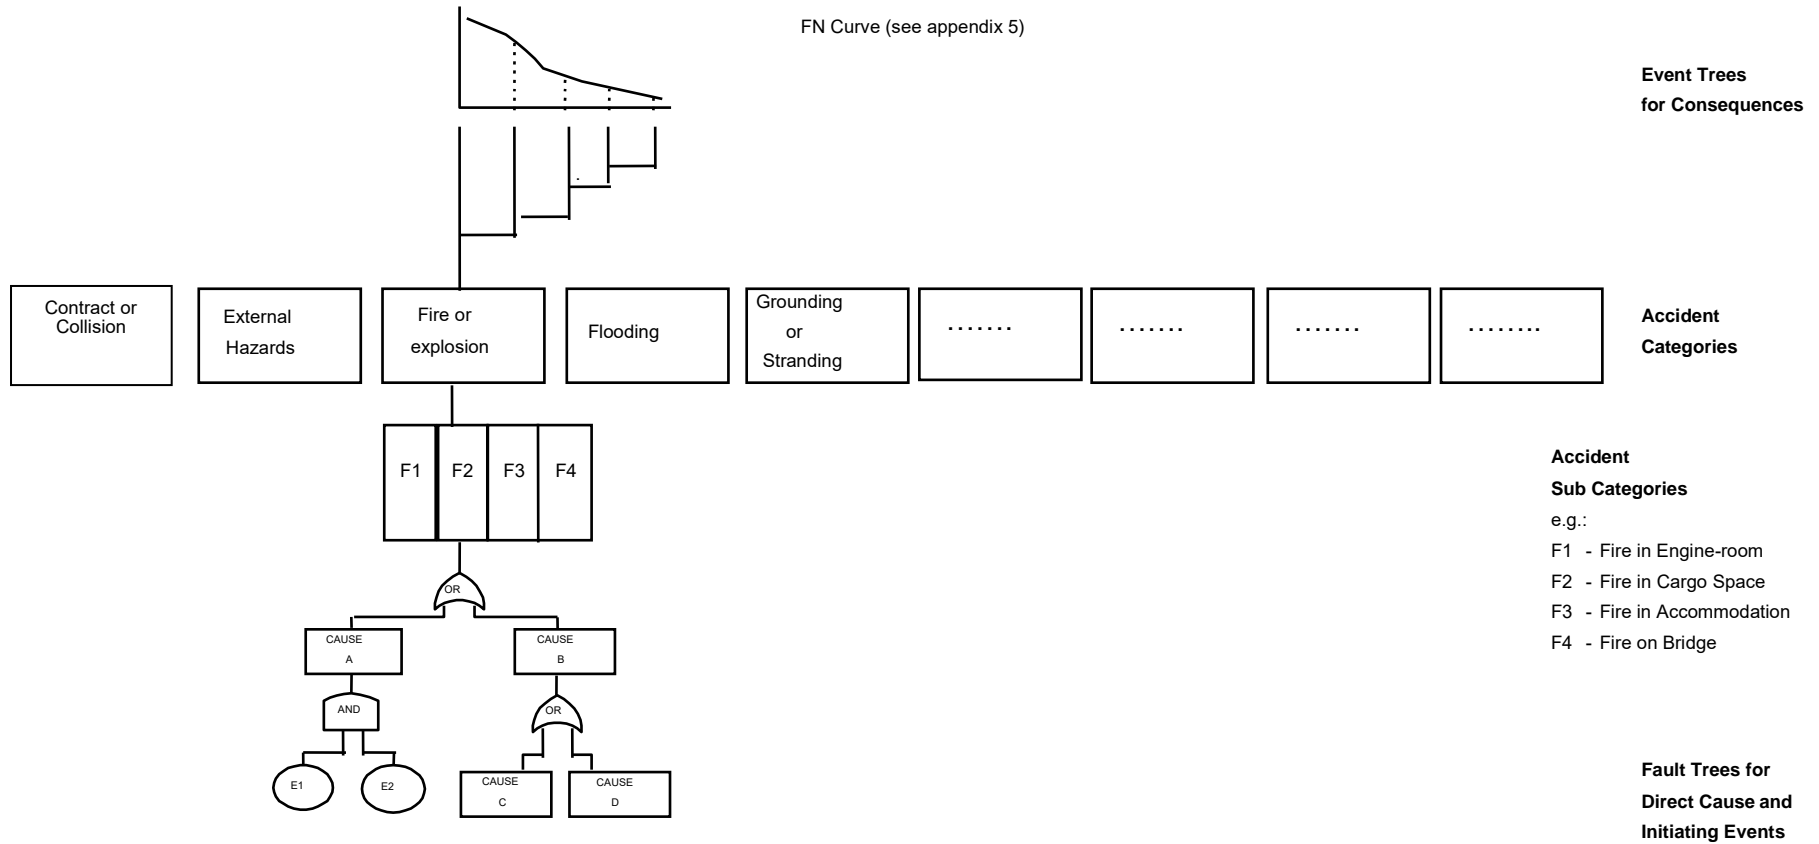 FN Curve (see appendix 5)
Event Trees
for Consequences
Contract or
Collision
External
Hazards
Fire or
explosion
Flooding
Grounding
or
Stranding
.......
.......
.......
........
Accident
Categories
F1
F2
F3
F4
Accident
Sub Categories
e.g.:
F1 - Fire in Engine-room
F2 - Fire in Cargo Space
F3 - Fire in Accommodation
F4 - Fire on Bridge
OR
CAUSE
A
CAUSE
B
AND
OR
E1
E2
CAUSE
C
CAUSE
D
Fault Trees for
Direct Cause and
Initiating Events